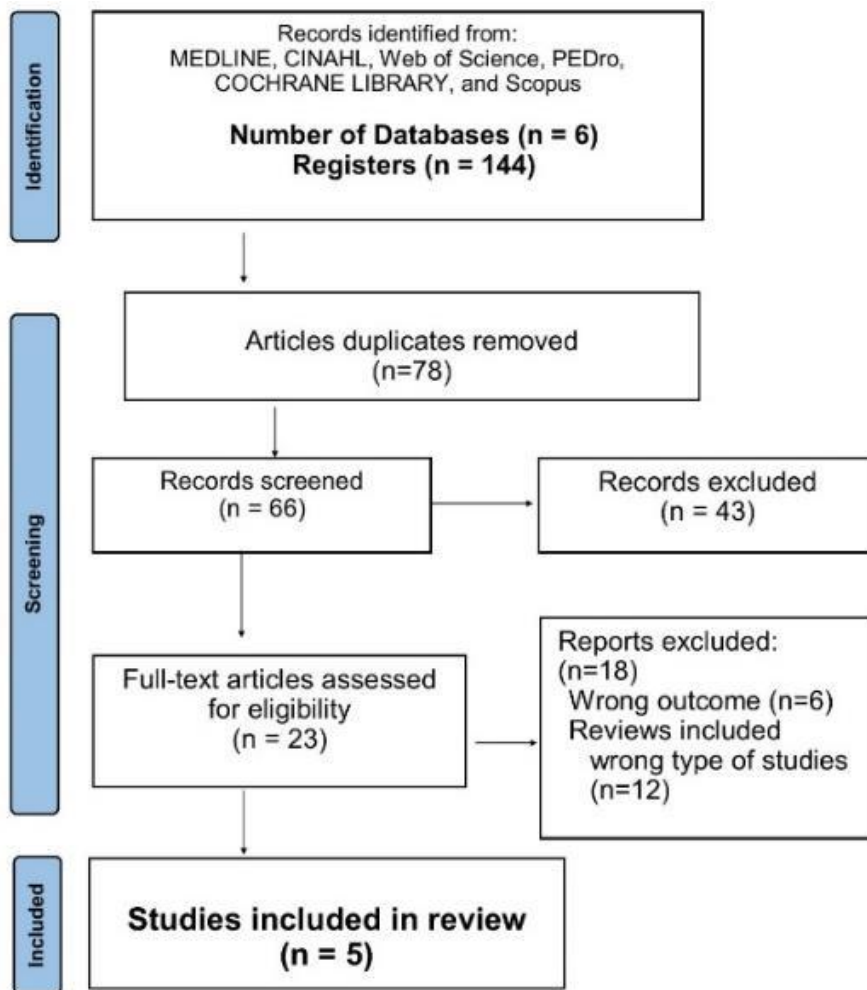 Identification
Records identified from:
MEDLINE, CINAHL, Web of Science, PEDro,
COCHRANE LIBRARY, and Scopus
Number of Databases (n = 6)
Registers (n = 144)
Screening
Articles duplicates removed
(n=78)
Records screened
(n = 66)
Records excluded
(n = 43)
Full-text articles assessed
for eligibility
(n = 23)
Reports excluded:
(n=18)
Wrong outcome (n=6)
Reviews included
wrong type of studies
(n=12)
Included
Studies included in review
(n = 5)